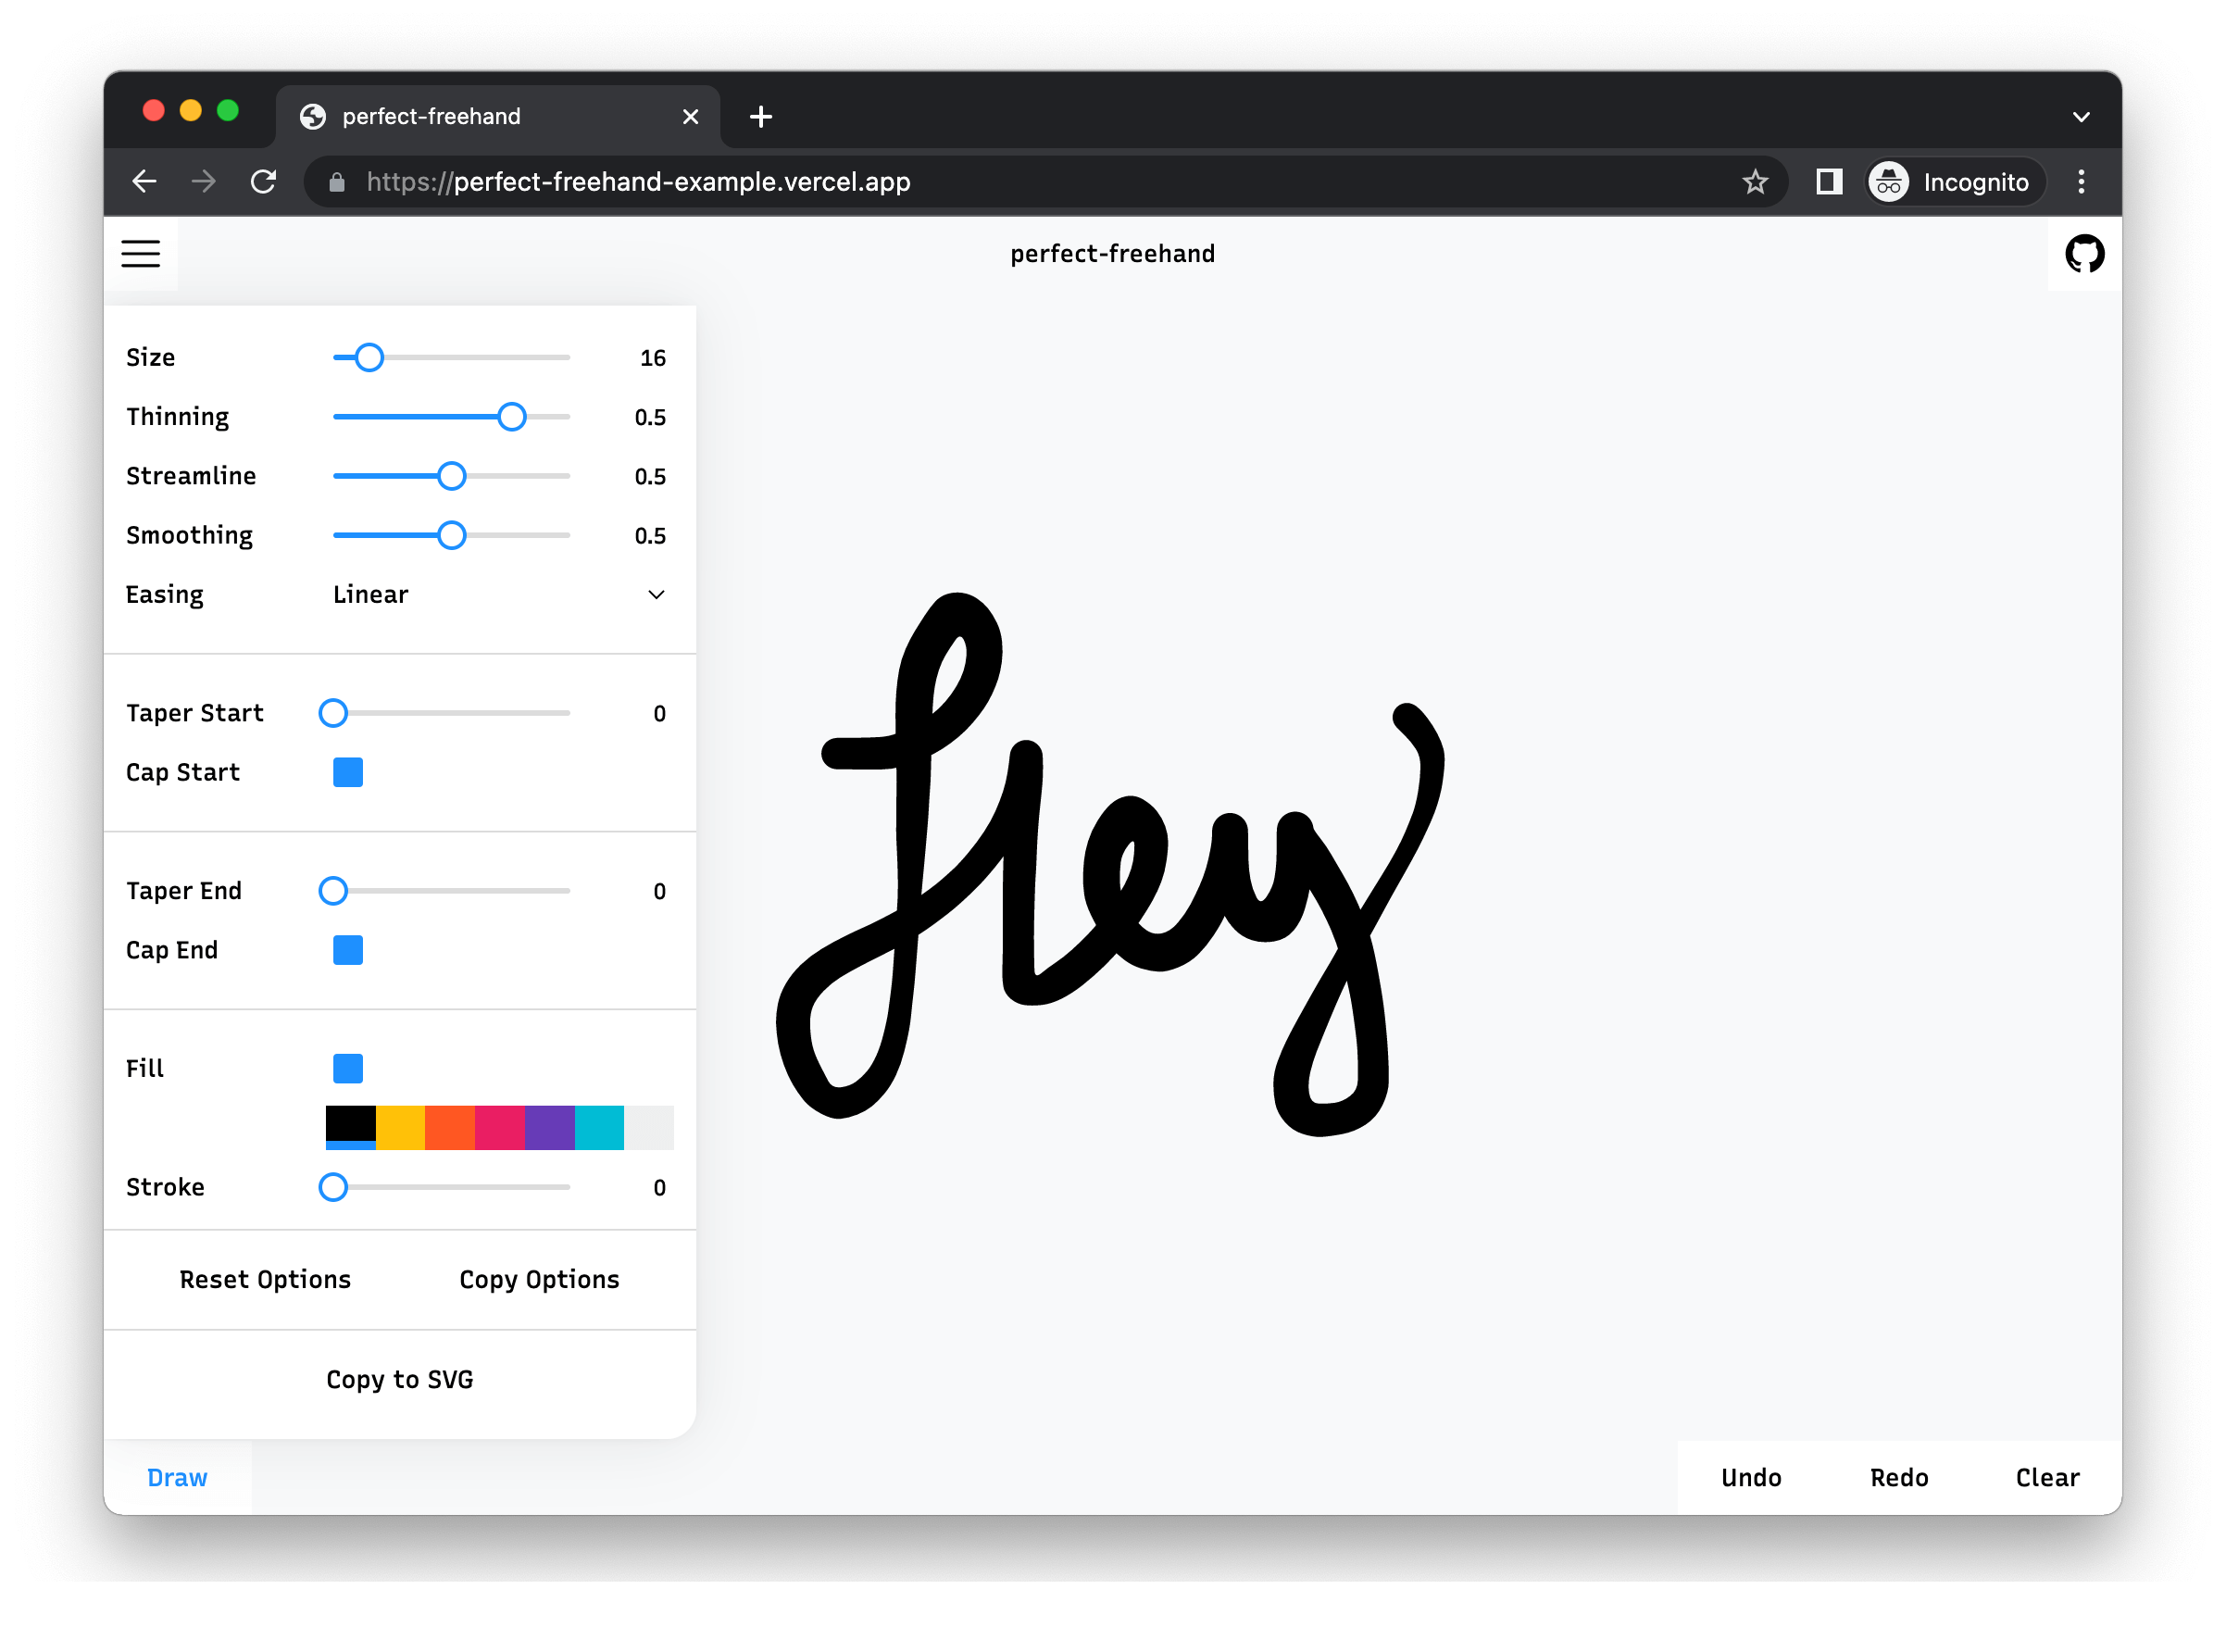 perfect-freehand
https://perfect-freehand-example.vercel.app
Incognito
perfect-freehand
Size 16
Thinning 0.5
Streamline 0.5
Smoothing 0.5
Easing Linear
Taper Start 0
Cap Start
Taper End 0
Cap End
Fill
Stroke 0
Reset Options Copy Options
Copy to SVG
Hey
Draw
Undo Redo Clear